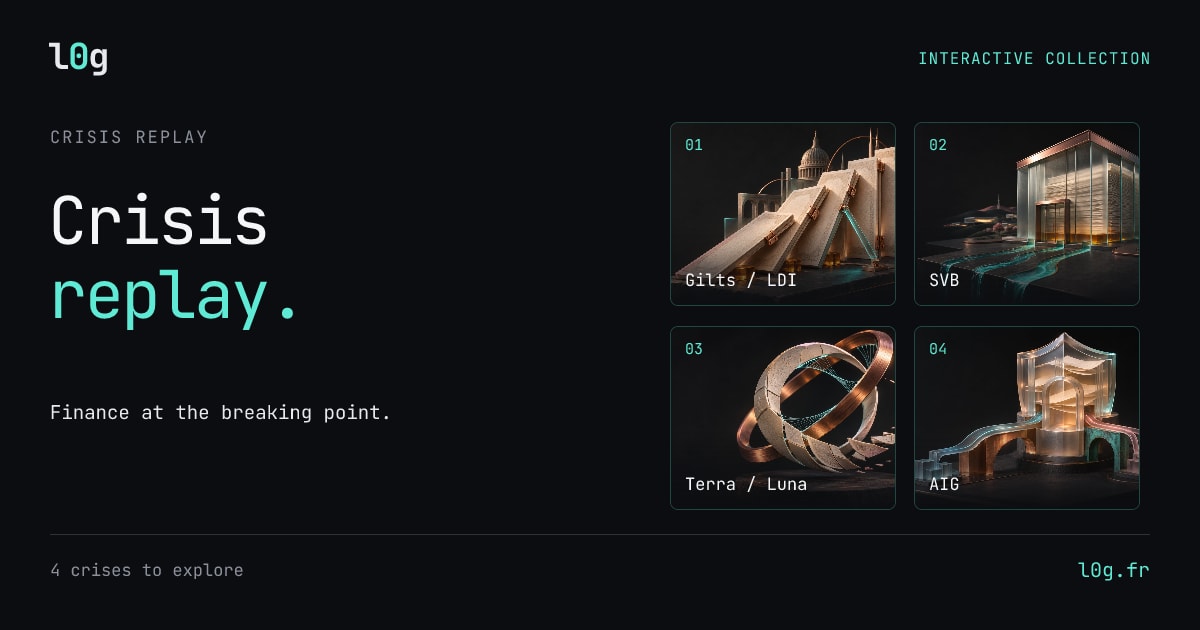 l0g
INTERACTIVE COLLECTION
CRISIS REPLAY
Crisis
replay.
Finance at the breaking point.
01
Gilts / LDI
02
SVB
03
Terra / Luna
04
AIG
4 crises to explore
l0g.fr